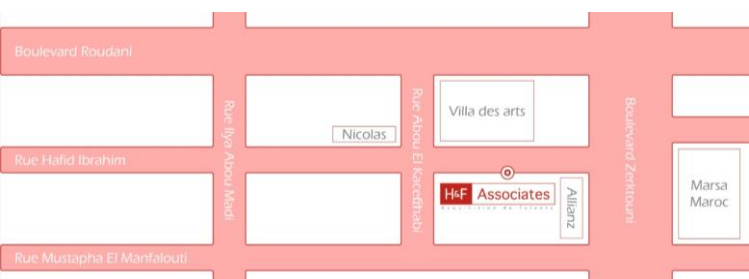 Boulevard Roudani
Rue Ilya Abou Madi
Rue Abou El Kacem
Boulevard Zerktouni
Villa des arts
Nicolas
Rue Hafid Ibrahim
H&F Associates
Allianz
Marsa
Maroc
Rue Mustapha El Manfalouti